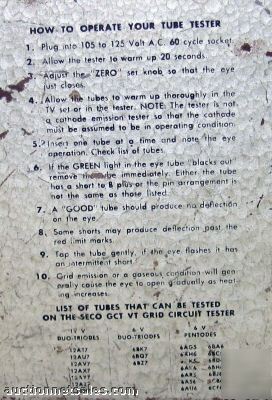 HOW TO OPERATE YOUR TUBE TESTER
1. Plug into 105 to 125 Volt A.C. 60 cycle socket.
2. Allow the tester to warm up 20 seconds.
3. Adjust the "ZERO" set knob so that the eye
just closes.
4. Allow the tubes to warm up thoroughly in the
TV set or in the tester. NOTE: The tester is not
a cathode emission tester so that the cathode
must be assumed to be in operating condition.
5. Insert one tube at a time and note the eye
operation. Check list of tubes.
6. If the GREEN light in the eye tube "blacks out"
remove the tube immediately. Either the tube
has a short to B plus or the pin arrangement is
not the same as those listed.
7. A "GOOD" tube should produce no deflection
on the eye.
8. Some shorts may produce deflection past the
red limit marks.
9. Tap the tube gently, if the eye flashes it has
an intermittent short.
10. Grid emission or a gaseous condition will gen
erally cause the eye to open gradually as heat-
ing increases.
LIST OF TUBES THAT CAN BE TESTED
ON THE SECO GCT VT GRID CIRCUIT TESTER
12 V 6 V 6 V
DUO-TRIODES DUO-TRIODES PENTODES
12AT7 6BK7 6AG5 6BA6
12AU7 6BQ7
12AV7 6BZ7
12AX7
auctionnetsales.com